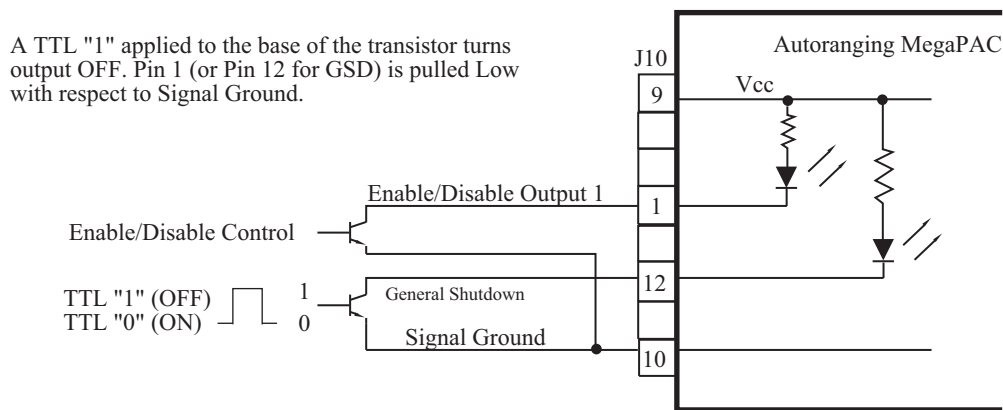 A TTL "1" applied to the base of the transistor turns
output OFF. Pin 1 (or Pin 12 for GSD) is pulled Low
with respect to Signal Ground.
J10
Autoranging MegaPAC
9
Vcc
Enable/Disable Output 1
1
Enable/Disable Control
12
General Shutdown
TTL "1" (OFF)
1
TTL "0" (ON)
0
Signal Ground
10